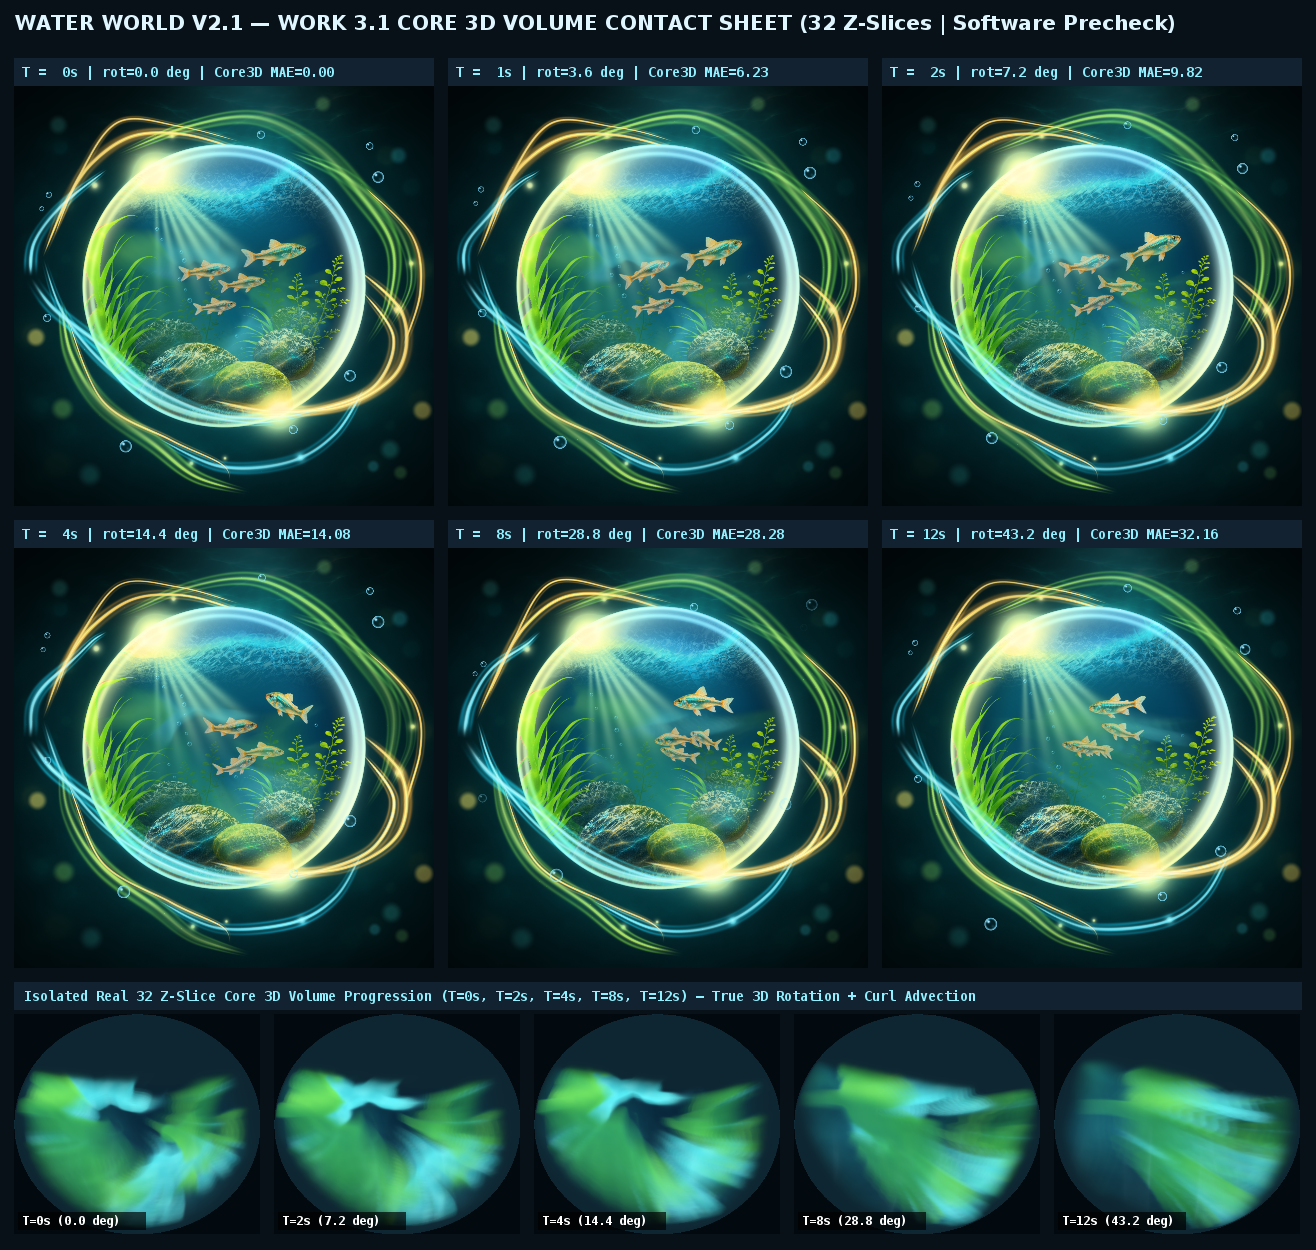 WATER WORLD V2.1 — WORK 3.1 CORE 3D VOLUME CONTACT SHEET (32 Z-Slices | Software Precheck)
T =  0s | rot=0.0 deg | Core3D MAE=0.00
T =  1s | rot=3.6 deg | Core3D MAE=6.23
T =  2s | rot=7.2 deg | Core3D MAE=9.82
T =  4s | rot=14.4 deg | Core3D MAE=14.08
T =  8s | rot=28.8 deg | Core3D MAE=28.28
T = 12s | rot=43.2 deg | Core3D MAE=32.16
Isolated Real 32 Z-Slice Core 3D Volume Progression (T=0s, T=2s, T=4s, T=8s, T=12s) — True 3D Rotation + Curl Advection
T=0s (0.0 deg)
T=2s (7.2 deg)
T=4s (14.4 deg)
T=8s (28.8 deg)
T=12s (43.2 deg)